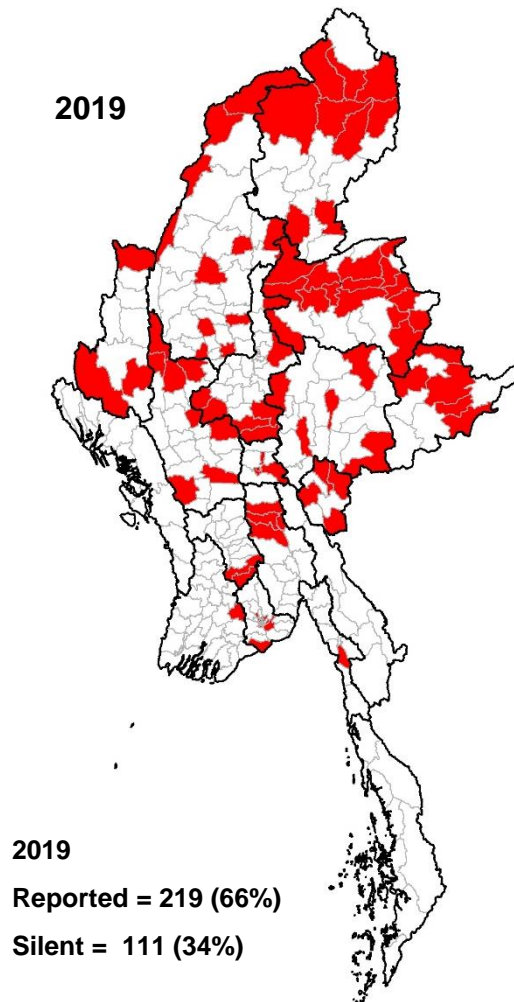 2019
2019
Reported = 219 (66%)
Silent = 111 (34%)